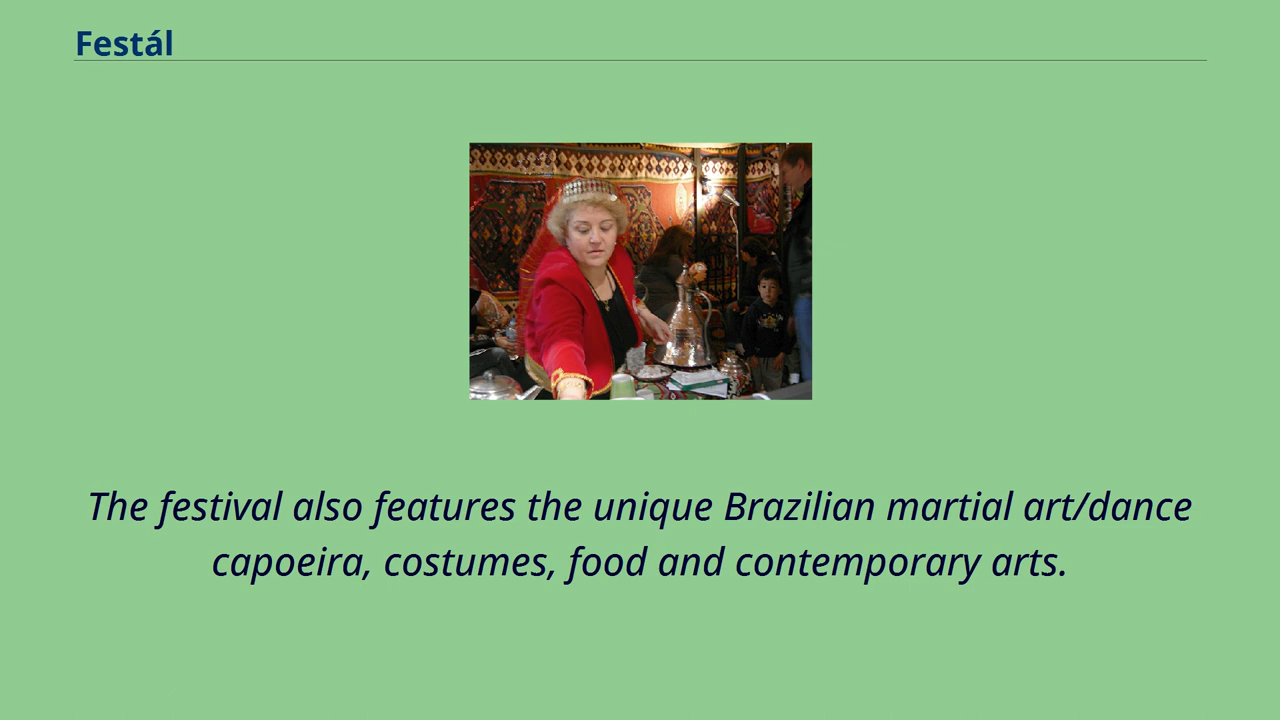 Festál
The festival also features the unique Brazilian martial art/dance
capoeira, costumes, food and contemporary arts.